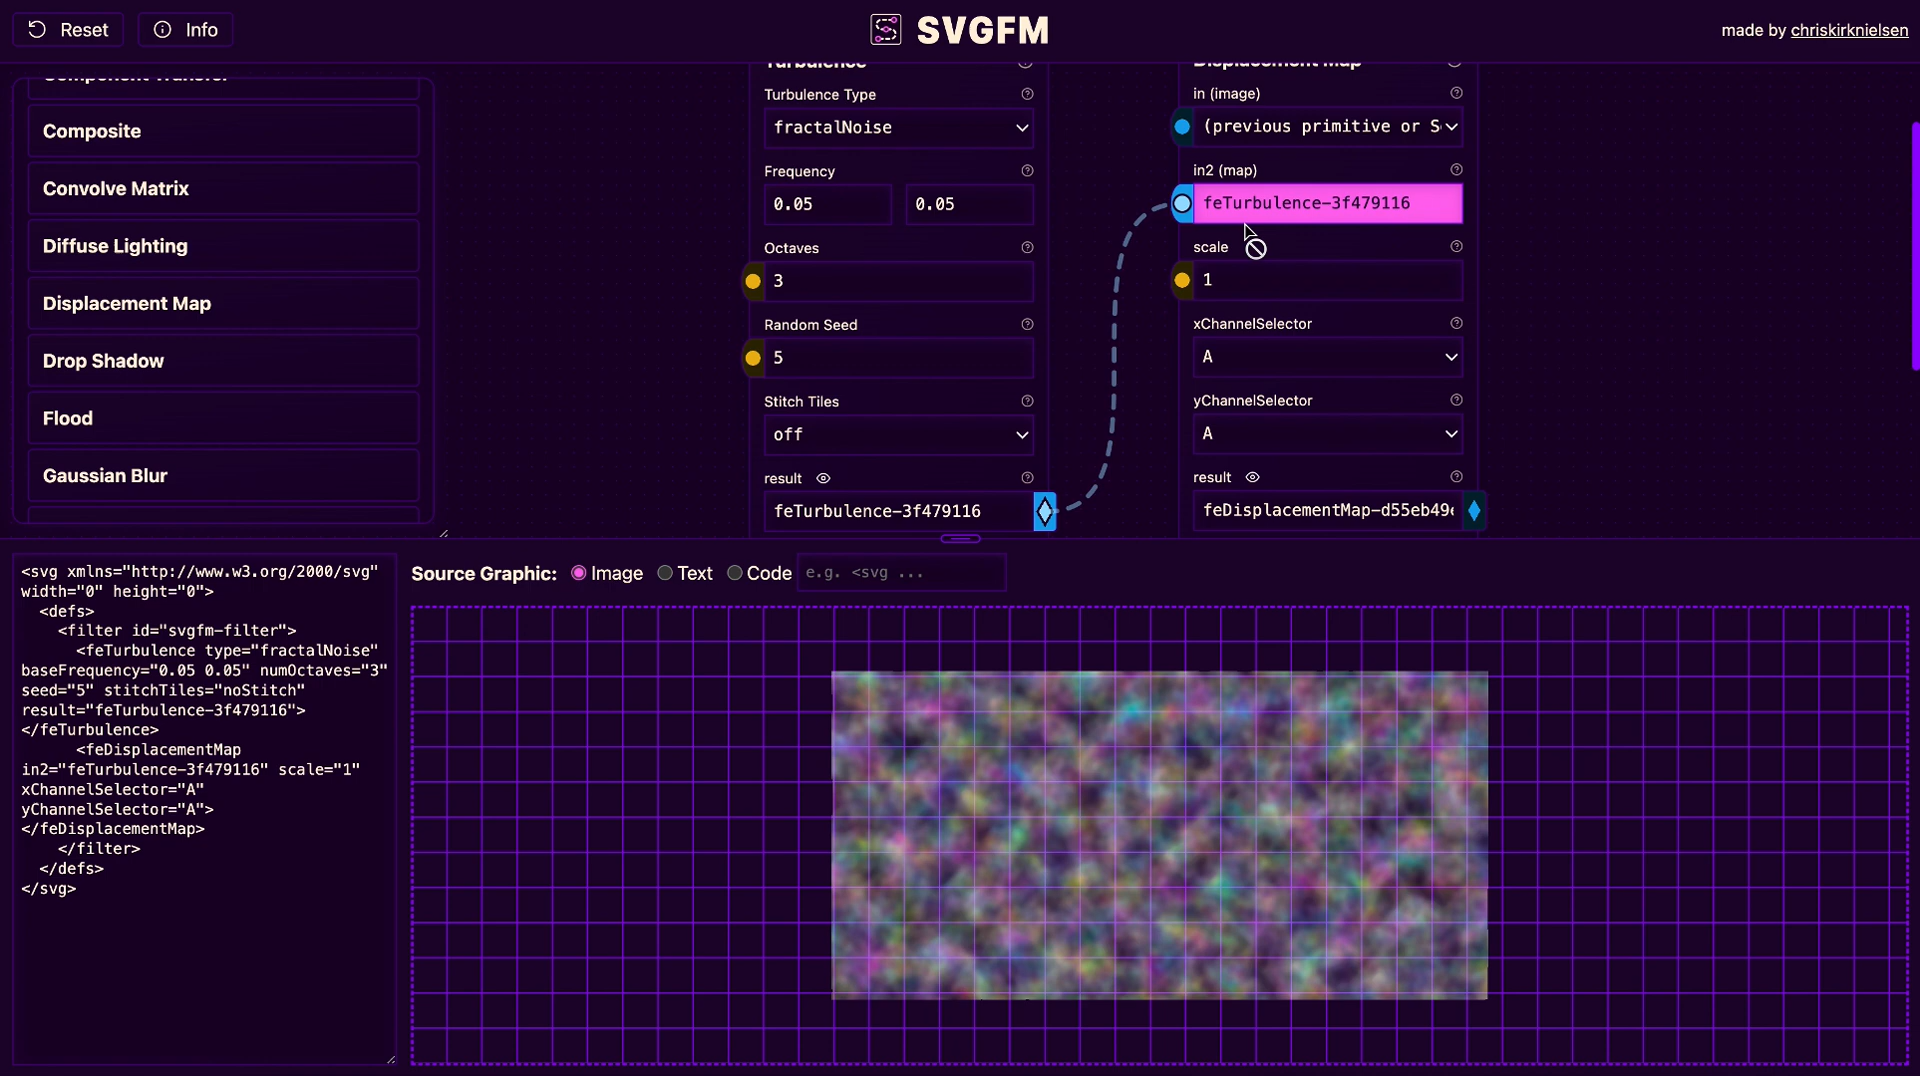 Reset
Info
SVGFM
made by chriskirknielsen
Component Transfer
Composite
Convolve Matrix
Diffuse Lighting
Displacement Map
Drop Shadow
Flood
Gaussian Blur
Turbulence
Turbulence Type
fractalNoise
Frequency
0.05
0.05
Octaves
3
Random Seed
5
Stitch Tiles
off
result
feTurbulence-3f479116
Displacement Map
in (image)
(previous primitive or S
in2 (map)
feTurbulence-3f479116
scale
1
xChannelSelector
A
yChannelSelector
A
result
feDisplacementMap-d55eb49
<svg xmlns="http://www.w3.org/2000/svg"
width="0" height="0">
<defs>
<filter id="svgfm-filter">
<feTurbulence type="fractalNoise"
baseFrequency="0.05 0.05" numOctaves="3"
seed="5" stitchTiles="noStitch"
result="feTurbulence-3f479116">
</feTurbulence>
<feDisplacementMap
in2="feTurbulence-3f479116" scale="1"
xChannelSelector="A"
yChannelSelector="A">
</feDisplacementMap>
</filter>
</defs>
</svg>
Source Graphic:
Image
Text
Code
e.g. <svg ...